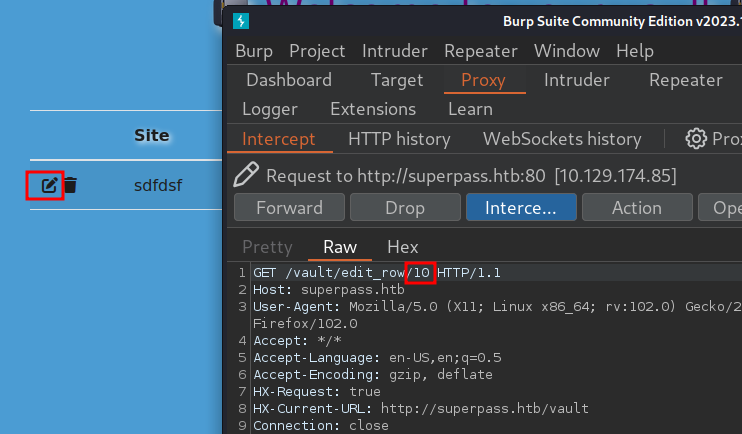 Burp Suite Community Edition v2023.
Burp Project Intruder Repeater Window Help
Dashboard Target Proxy Intruder Repeater
Logger Extensions Learn
Intercept HTTP history WebSockets history
Site
sdfdsf
Request to http://superpass.htb:80 [10.129.174.85]
Forward Drop Interce... Action
Pretty Raw Hex
1 GET /vault/edit_row/10 HTTP/1.1
2 Host: superpass.htb
3 User-Agent: Mozilla/5.0 (X11; Linux x86_64; rv:102.0) Gecko/2
Firefox/102.0
4 Accept: */*
5 Accept-Language: en-US,en;q=0.5
6 Accept-Encoding: gzip, deflate
7 HX-Request: true
8 HX-Current-URL: http://superpass.htb/vault
9 Connection: close